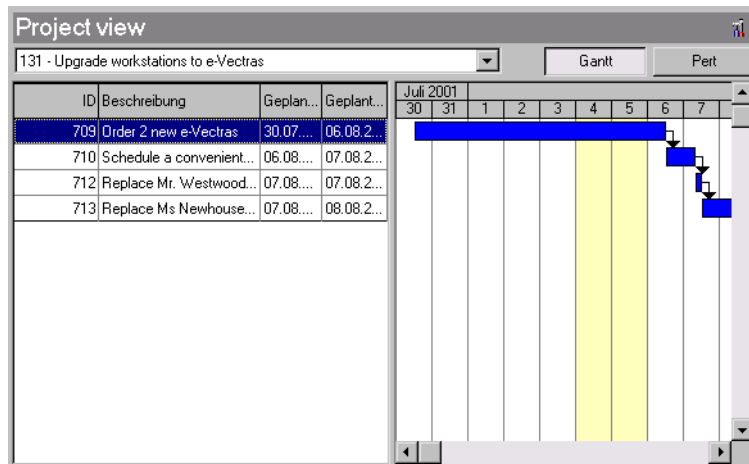 Project view
131 - Upgrade workstations to e-Vectras
Gantt Pert
ID Beschreibung Geplan... Geplant...
709 Order 2 new e-Vectras 30.07.... 06.08.2...
710 Schedule a convenient... 06.08.... 07.08.2...
712 Replace Mr. Westwood... 07.08.... 07.08.2...
713 Replace Ms Newhouse... 07.08.... 08.08.2...
Juli 2001
30 31 1 2 3 4 5 6 7